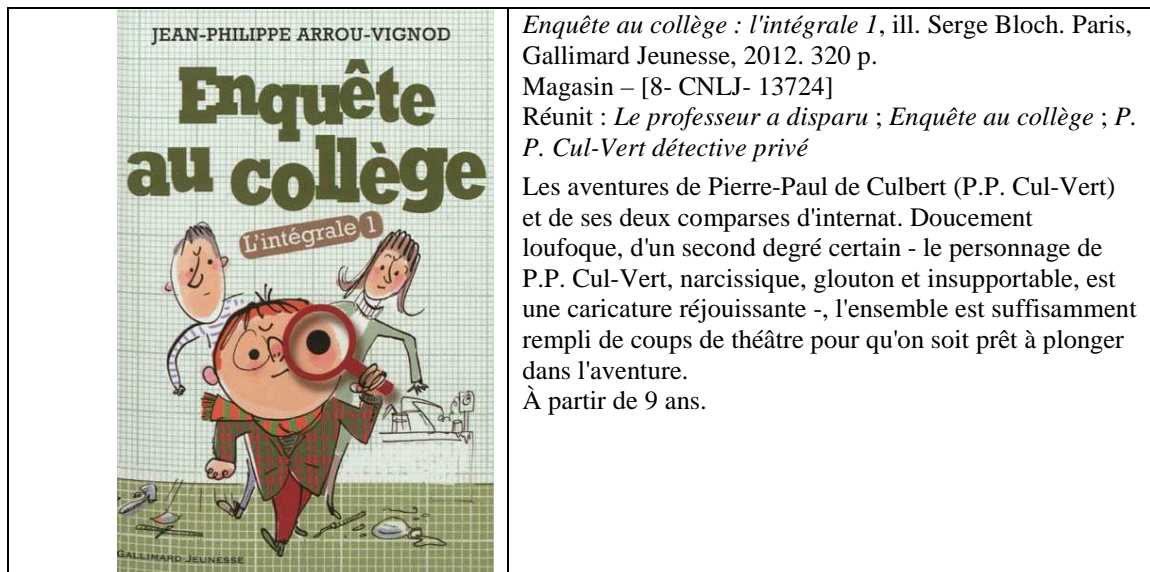 JEAN-PHILIPPE ARROU-VIGNOD
Enquête
au collège
L'intégrale 1
GALLIMARD JEUNESSE
Enquête au collège : l'intégrale 1, ill. Serge Bloch. Paris,
Gallimard Jeunesse, 2012. 320 p.
Magasin – [8- CNLJ- 13724]
Réunit : Le professeur a disparu ; Enquête au collège ; P.
P. Cul-Vert détective privé
Les aventures de Pierre-Paul de Culbert (P.P. Cul-Vert)
et de ses deux comparses d'internat. Doucement
loufoque, d'un second degré certain - le personnage de
P.P. Cul-Vert, narcissique, glouton et insupportable, est
une caricature réjouissante -, l'ensemble est suffisamment
rempli de coups de théâtre pour qu'on soit prêt à plonger
dans l'aventure.
À partir de 9 ans.